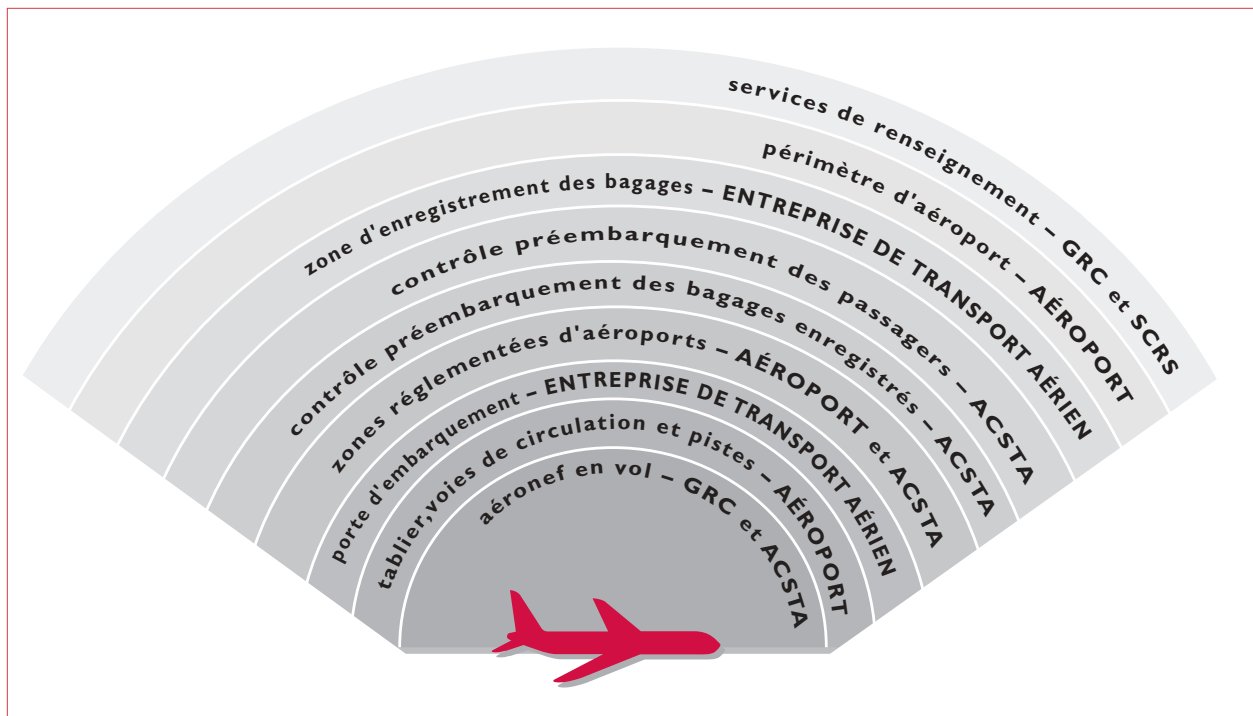 services de renseignement – GRC et SCRS
périmètre d'aéroport – AÉROPORT
zone d'enregistrement des bagages – ENTREPRISE DE TRANSPORT AÉRIEN
contrôle préembarquement des passagers – ACSTA
contrôle préembarquement des bagages enregistrés – ACSTA
zones réglementées d'aéroports – AÉROPORT et ACSTA
porte d'embarquement – ENTREPRISE DE TRANSPORT AÉRIEN
tablier,voies de circulation et pistes – AÉROPORT
aéronef en vol – GRC et ACSTA